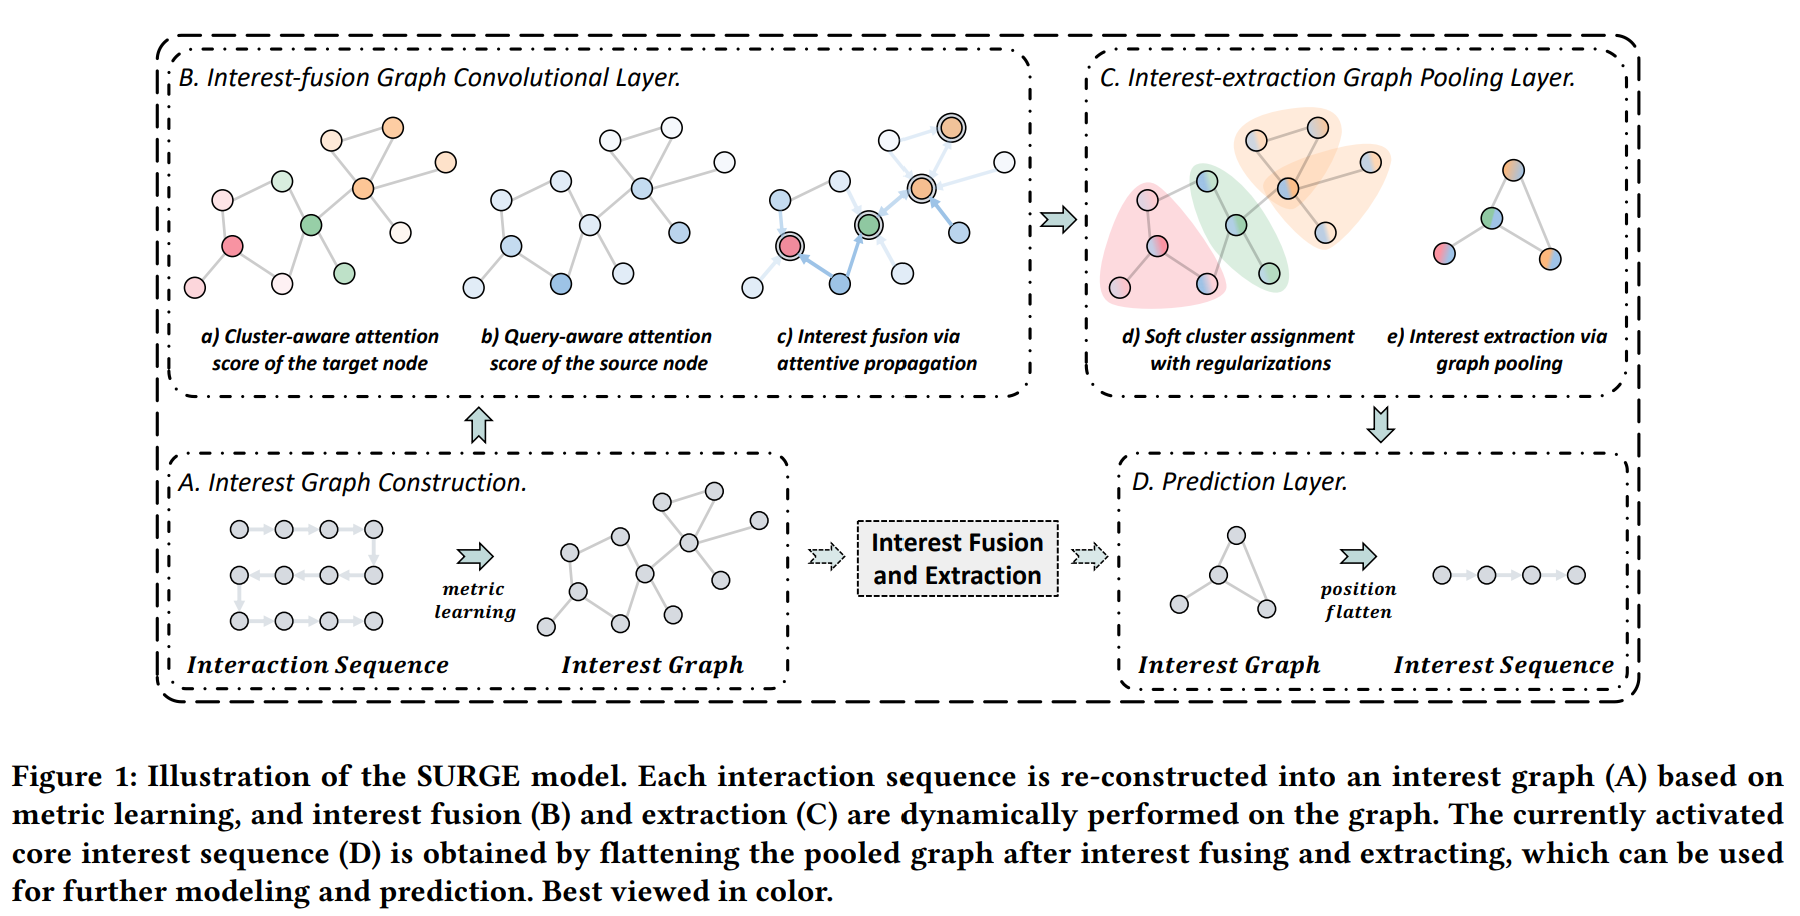 B. Interest-fusion Graph Convolutional Layer.
a) Cluster-aware attention
score of the target node
b) Query-aware attention
score of the source node
c) Interest fusion via
attentive propagation
C. Interest-extraction Graph Pooling Layer.
d) Soft cluster assignment
with regularizations
e) Interest extraction via
graph pooling
A. Interest Graph Construction.
metric
learning
Interaction Sequence
Interest Graph
Interest Fusion
and Extraction
D. Prediction Layer.
position
flatten
Interest Graph
Interest Sequence
Figure 1: Illustration of the SURGE model. Each interaction sequence is re-constructed into an interest graph (A) based on
metric learning, and interest fusion (B) and extraction (C) are dynamically performed on the graph. The currently activated
core interest sequence (D) is obtained by flattening the pooled graph after interest fusing and extracting, which can be used
for further modeling and prediction. Best viewed in color.